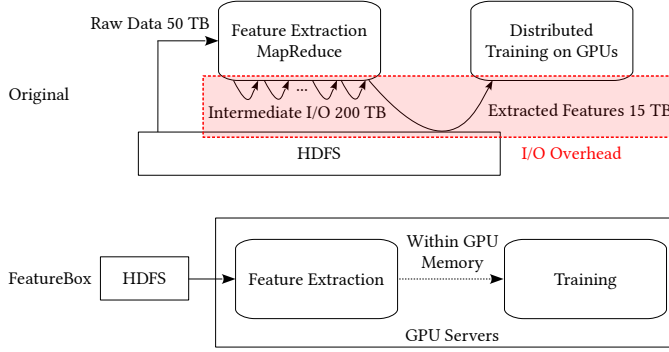 Raw Data 50 TB
Feature Extraction
MapReduce
Distributed
Training on GPUs
Original
...
Intermediate I/O 200 TB
Extracted Features 15 TB
HDFS
I/O Overhead
FeatureBox
HDFS
Feature Extraction
Within GPU
Memory
Training
GPU Servers